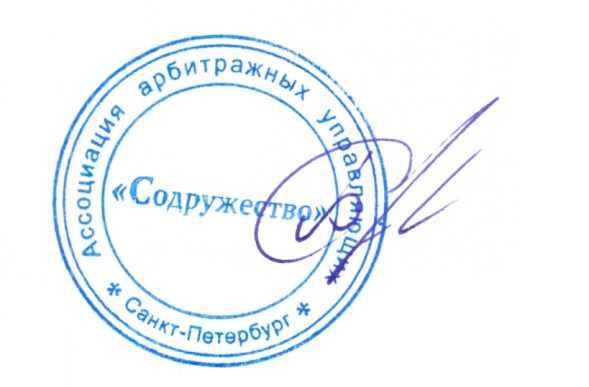 Ассоциация арбитражных управляющих
«Содружество»
* Санкт-Петербург *